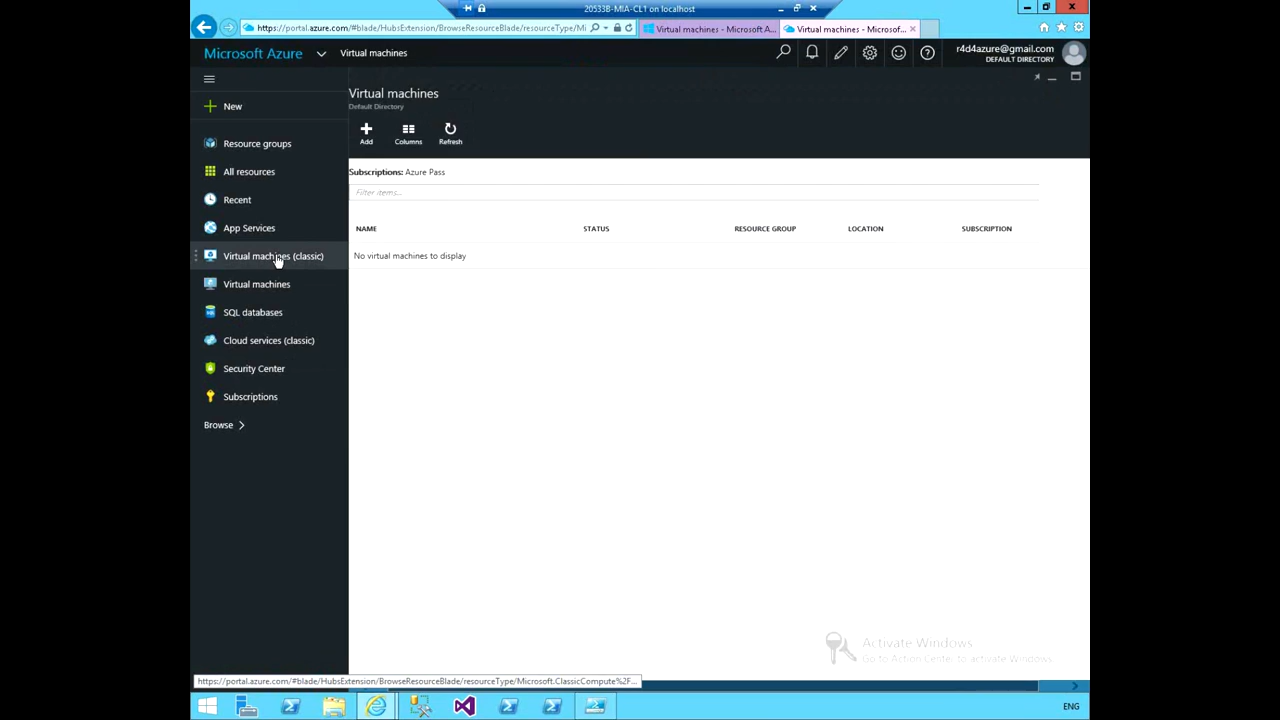 20533B-MIA-CL1 on localhost
https://portal.azure.com/#blade/HubsExtension/BrowseResourceBlade/resourceType/Mi
Virtual machines - Microsoft A...
Virtual machines - Microsof...
Microsoft Azure
Virtual machines
r4d4azure@gmail.com
DEFAULT DIRECTORY
New
Resource groups
All resources
Recent
App Services
Virtual machines (classic)
Virtual machines
SQL databases
Cloud services (classic)
Security Center
Subscriptions
Browse
Virtual machines
Default Directory
Add
Columns
Refresh
Subscriptions: Azure Pass
Filter items...
NAME STATUS RESOURCE GROUP LOCATION SUBSCRIPTION
No virtual machines to display
Activate Windows
Go to Action Center to activate Windows.
https://portal.azure.com/#blade/HubsExtension/BrowseResourceBlade/resourceType/Microsoft.ClassicCompute%2F...
ENG